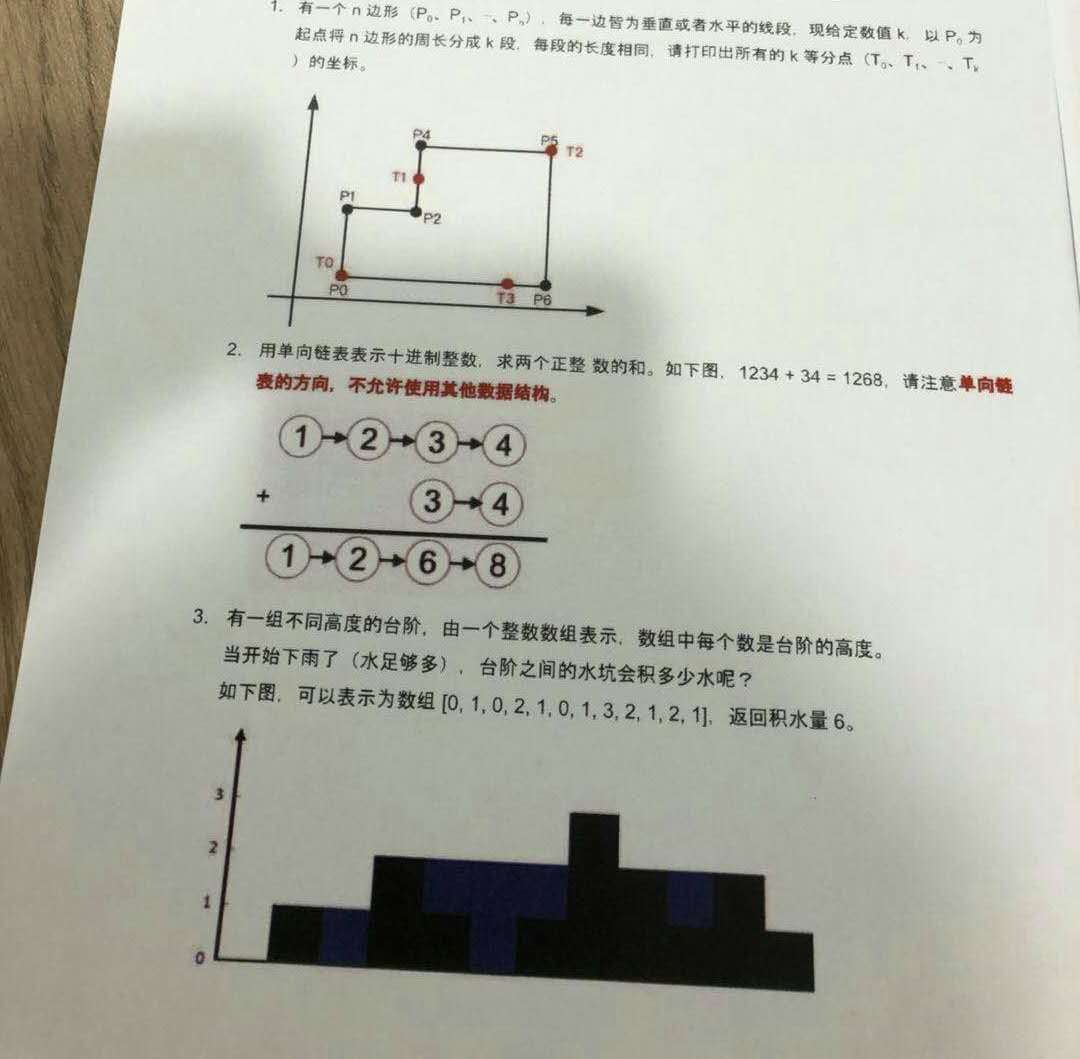 1. 有一个 n 边形（P₀、P₁、…、Pₙ），每一边皆为垂直或者水平的线段，现给定数值 k，以 P₀ 为
起点将 n 边形的周长分成 k 段，每段的长度相同，请打印出所有的 k 等分点（T₀、T₁、…、Tₖ
）的坐标。
P4
P5
T2
T1
P1
P2
T0
P0
T3
P6
2. 用单向链表表示十进制整数，求两个正整 数的和。如下图，1234 + 34 = 1268，请注意单向链
表的方向，不允许使用其他数据结构。
1 2 3 4
+ 3 4
1 2 6 8
3. 有一组不同高度的台阶，由一个整数数组表示，数组中每个数是台阶的高度。
当开始下雨了（水足够多），台阶之间的水坑会积多少水呢？
如下图，可以表示为数组 [0, 1, 0, 2, 1, 0, 1, 3, 2, 1, 2, 1]，返回积水量 6。
3
2
1
0